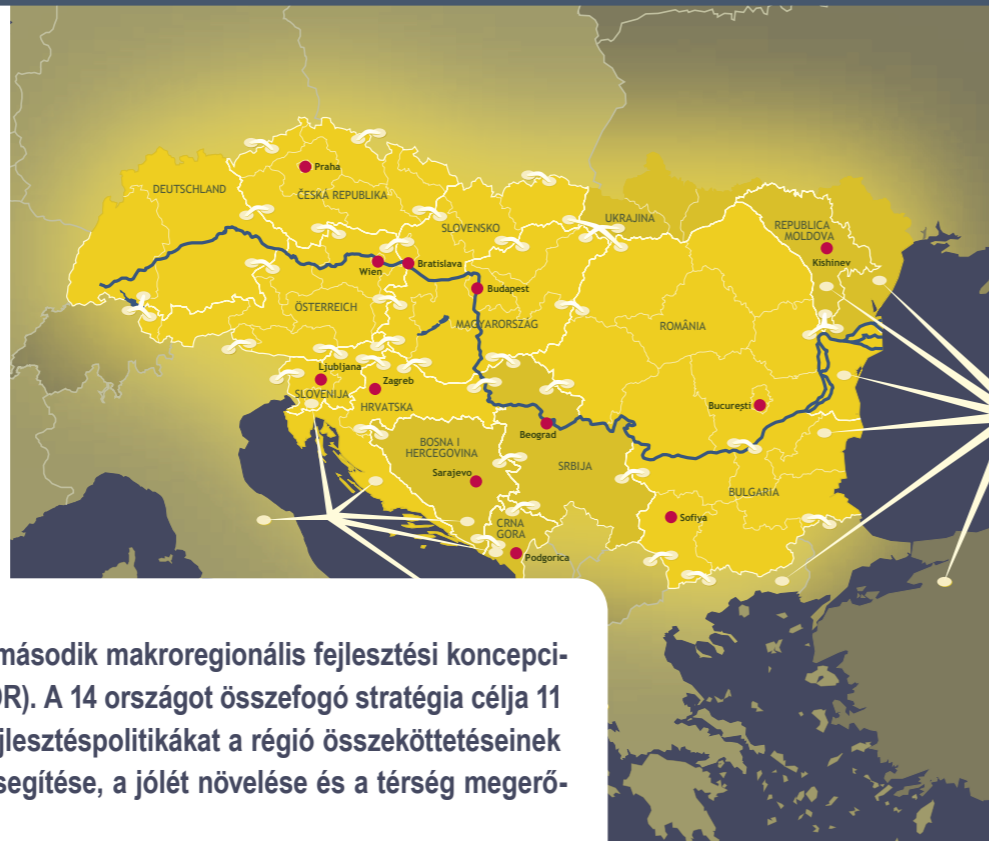 Praha
DEUTSCHLAND
ČESKÁ REPUBLIKA
UKRAJINA
SLOVENSKO
REPUBLICA
MOLDOVA
Kishinev
Wien
Bratislava
Budapest
ÖSTERREICH
MAGYARORSZÁG
ROMÂNIA
Ljubljana
SLOVENIJA
Zagreb
HRVATSKA
București
Beograd
BOSNA I
HERCEGOVINA
SRBIJA
Sarajevo
BULGARIA
Sofiya
CRNA
GORA
Podgorica
második makroregionális fejlesztési koncepci-
R). A 14 országot összefogó stratégia célja 11
jlesztéspolitikákat a régió összeköttetéseinek
segítése, a jólét növelése és a térség megerő-